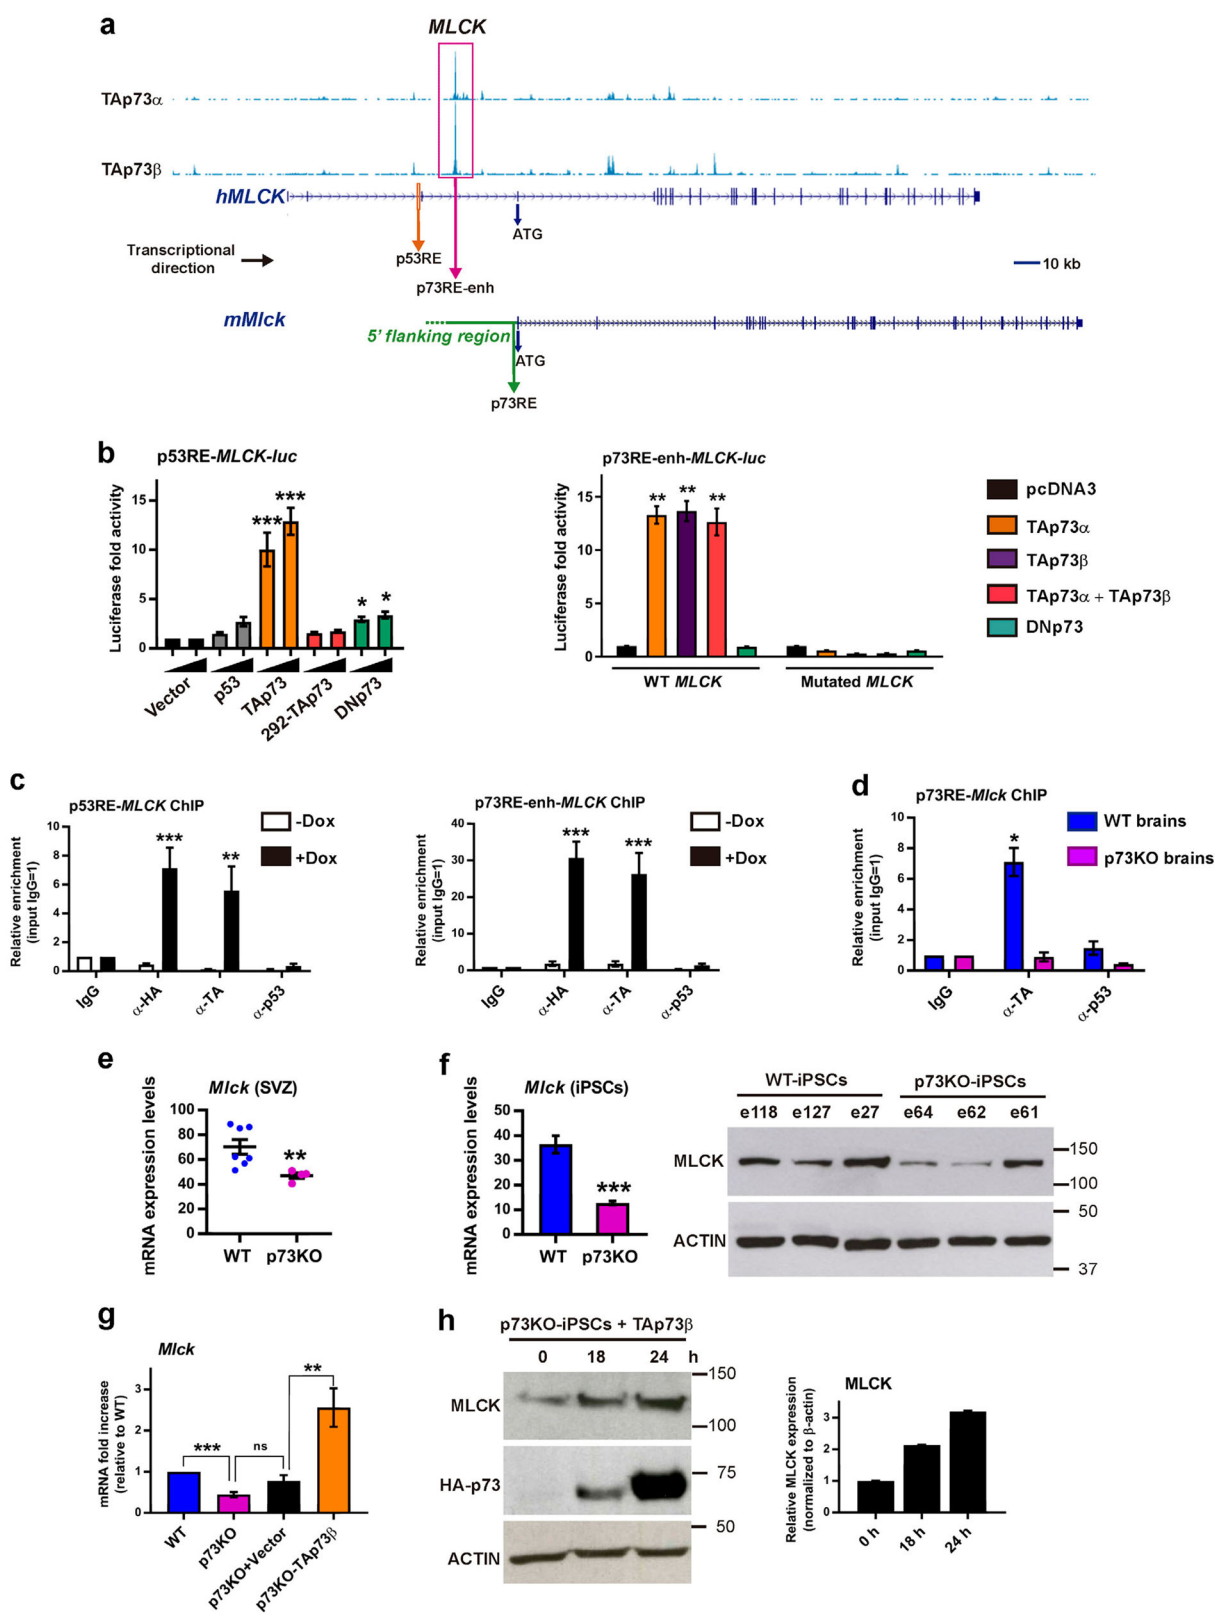 a
MLCK
TAp73α
TAp73β
hMLCK
ATG
p53RE
Transcriptional
direction
10 kb
p73RE-enh
mMlck
5' flanking region
ATG
p73RE
b
p53RE-MLCK-luc
Luciferase fold activity
15
10
5
0
***
***
*
*
Vector
p53
TAp73
292-TAp73
DNp73
p73RE-enh-MLCK-luc
Luciferase fold activity
15
10
5
0
**
**
**
WT MLCK
Mutated MLCK
pcDNA3
TAp73α
TAp73β
TAp73α + TAp73β
DNp73
c
p53RE-MLCK ChIP
-Dox
+Dox
Relative enrichment
(input IgG=1)
10
8
6
4
2
0
***
**
IgG
α-HA
α-TA
α-p53
p73RE-enh-MLCK ChIP
-Dox
+Dox
Relative enrichment
(input IgG=1)
40
30
20
10
0
***
***
IgG
α-HA
α-TA
α-p53
d
p73RE-Mlck ChIP
WT brains
p73KO brains
Relative enrichment
(input IgG=1)
10
8
6
4
2
0
*
IgG
α-TA
α-p53
e
Mlck (SVZ)
mRNA expression levels
100
80
60
40
20
0
**
WT
p73KO
f
Mlck (iPSCs)
mRNA expression levels
50
40
30
20
10
0
***
WT
p73KO
WT-iPSCs
p73KO-iPSCs
e118
e127
e27
e64
e62
e61
MLCK
150
100
50
ACTIN
37
g
Mlck
mRNA fold increase
(relative to WT)
3
2
1
0
***
ns
**
WT
p73KO
p73KO+Vector
p73KO-TAp73β
h
p73KO-iPSCs + TAp73β
0
18
24
h
150
MLCK
100
75
HA-p73
50
ACTIN
MLCK
Relative MLCK expression
(normalized to β-actin)
3
2
1
0
0 h
18 h
24 h